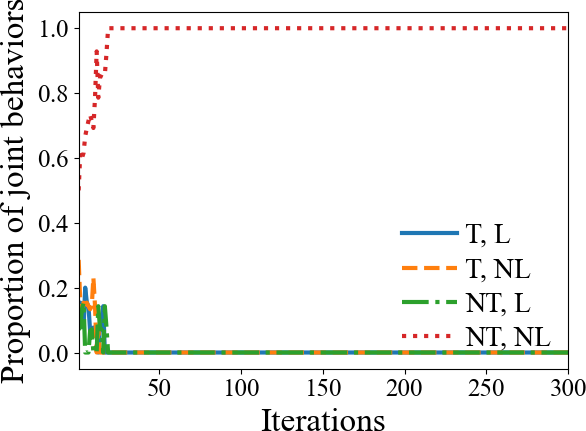 Proportion of joint behaviors
1.0
0.8
0.6
0.4
0.2
0.0
T, L
T, NL
NT, L
NT, NL
50 100 150 200 250 300
Iterations